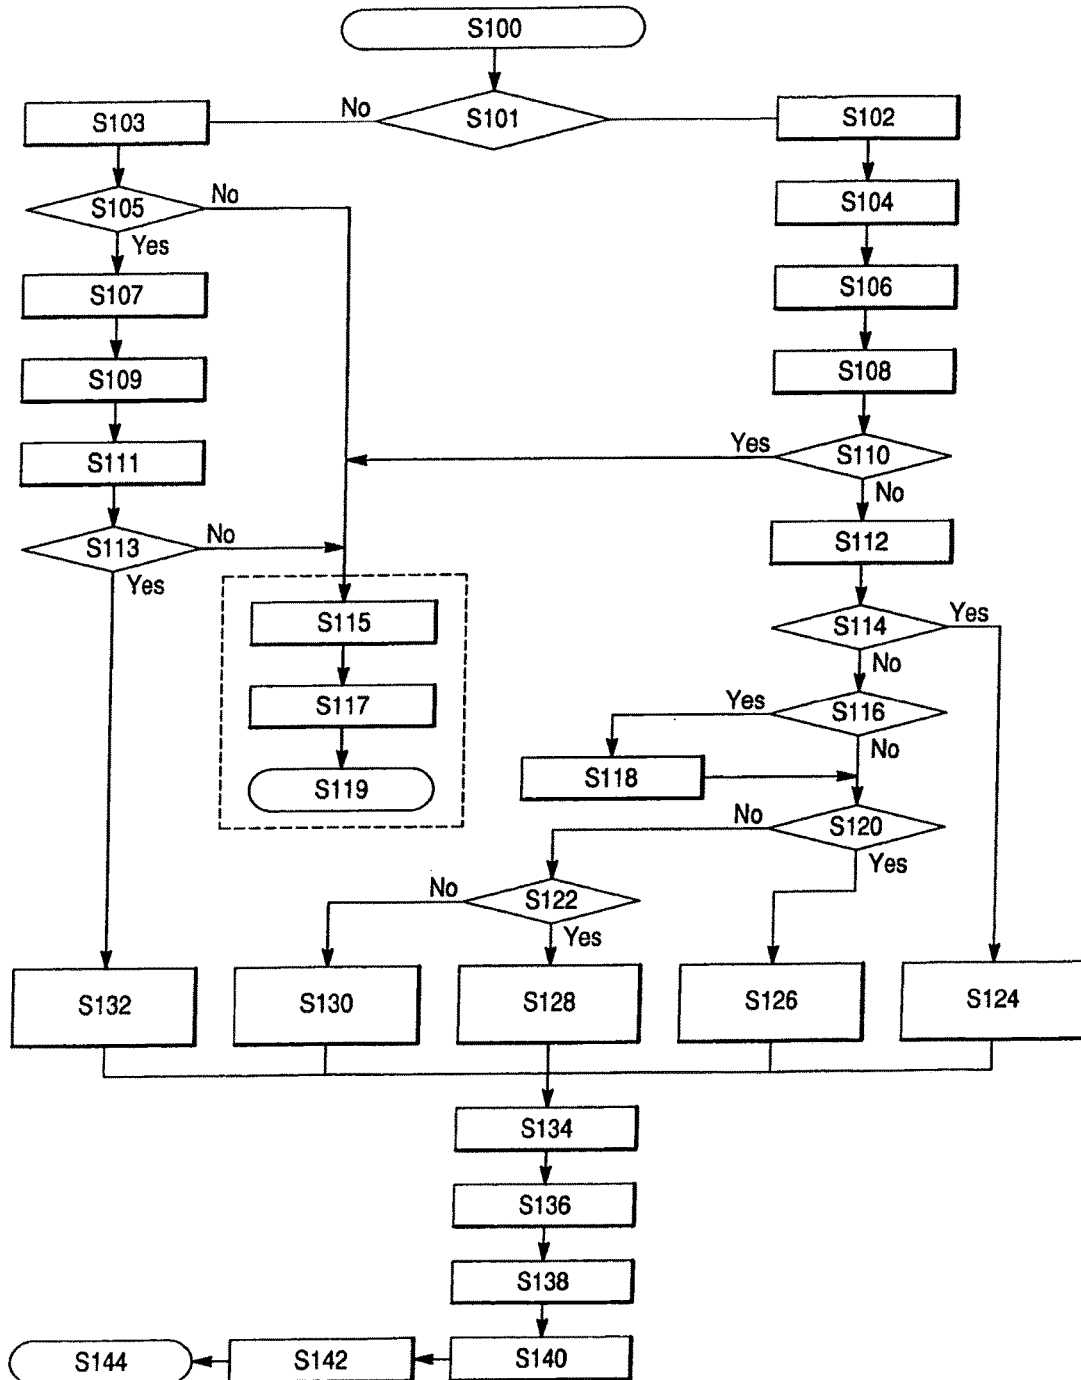 S100
No
S101
S103
S102
S105
No
Yes
S104
S107
S106
S109
S108
S111
Yes
S110
No
S113
No
Yes
S112
S115
S114
Yes
No
S117
Yes
S116
No
S119
S118
No
S120
Yes
No
S122
Yes
S132
S130
S128
S126
S124
S134
S136
S138
S144
S142
S140